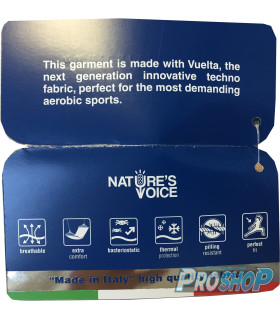 This garment is made with Vuelta, the
next generation innovative techno
fabric, perfect for the most demanding
aerobic sports.
NATURE'S
VOICE
breathable
extra
comfort
bacteriostatic
thermal
protection
pilling
resistant
perfect
fit
"Made in Italy" high
PROSHOP